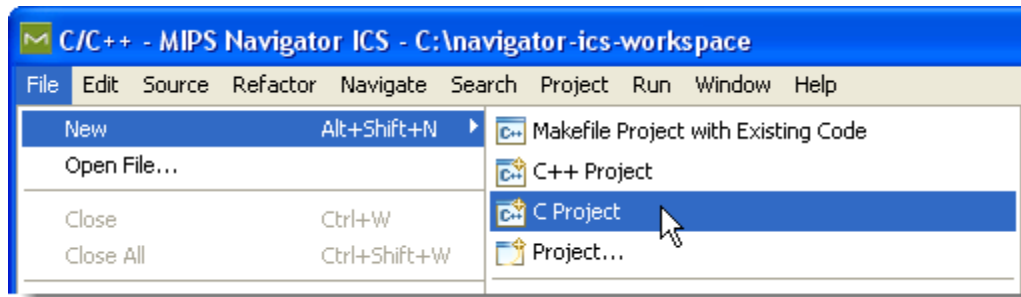 C/C++ - MIPS Navigator ICS - C:\navigator-ics-workspace
File Edit Source Refactor Navigate Search Project Run Window Help
New Alt+Shift+N Makefile Project with Existing Code
Open File... C++ Project
Close Ctrl+W C Project
Close All Ctrl+Shift+W Project...